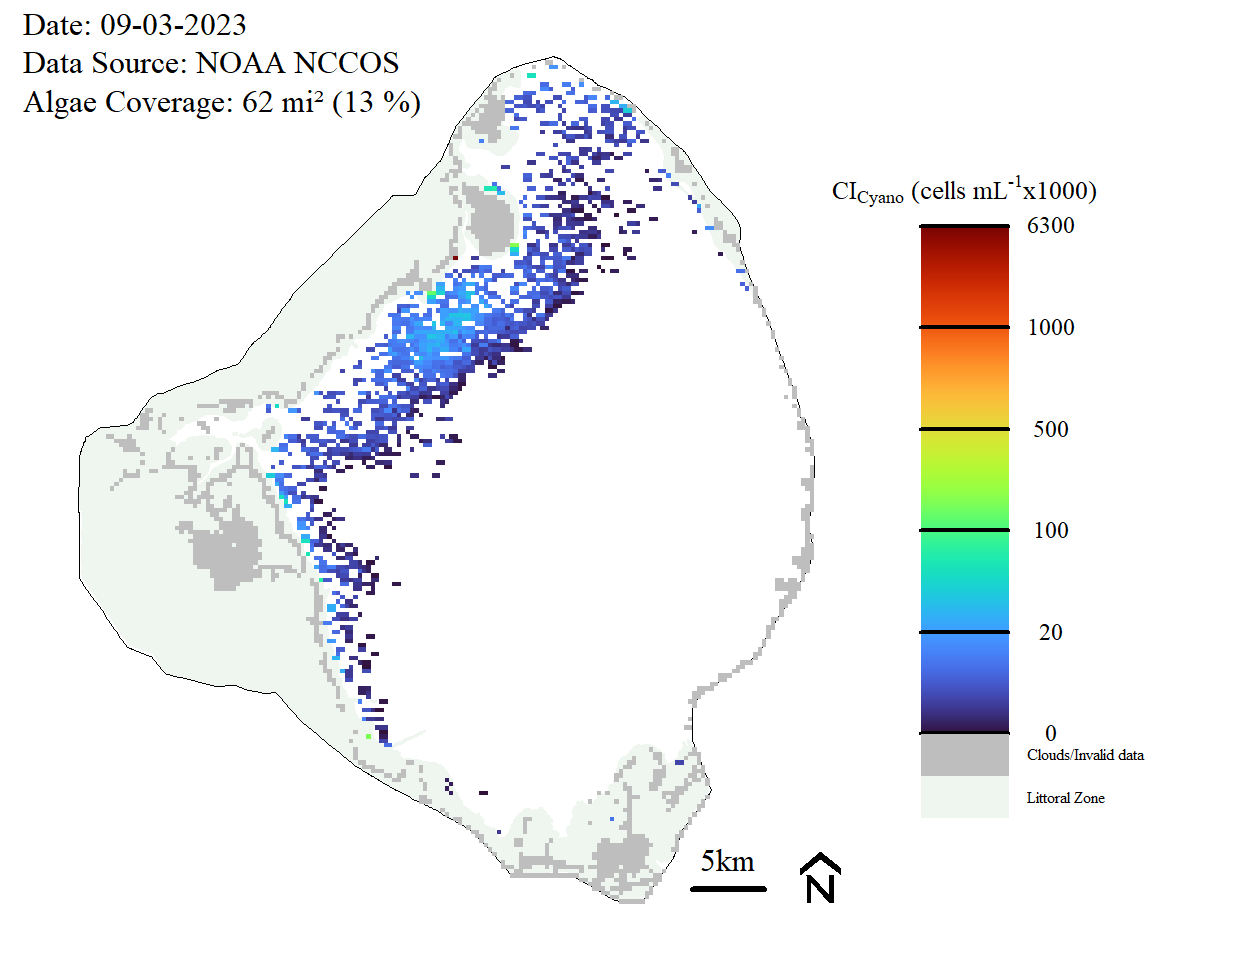 Date: 09-03-2023
Data Source: NOAA NCCOS
Algae Coverage: 62 mi² (13 %)
CICyano (cells mL-1x1000)
6300
1000
500
100
20
0
Clouds/Invalid data
Littoral Zone
5km
N